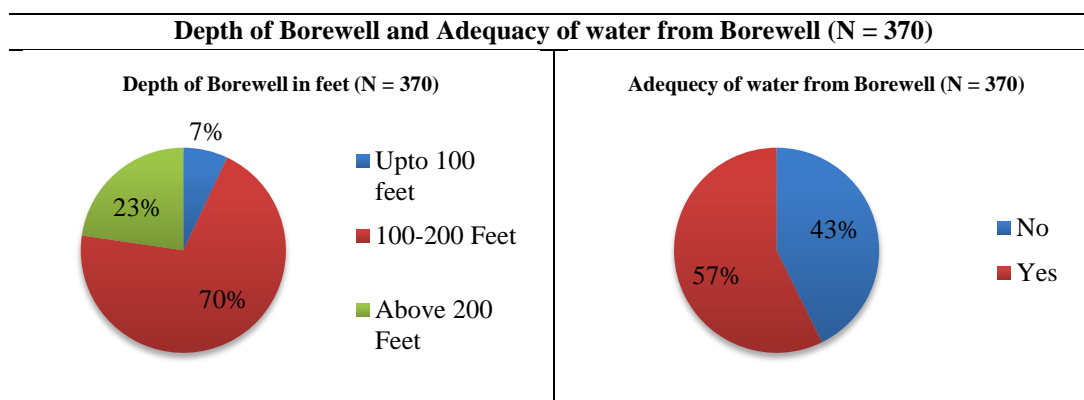 Depth of Borewell and Adequacy of water from Borewell (N = 370)
Depth of Borewell in feet (N = 370)
7%
23%
70%
Upto 100
feet
100-200 Feet
Above 200
Feet
Adequecy of water from Borewell (N = 370)
43%
57%
No
Yes